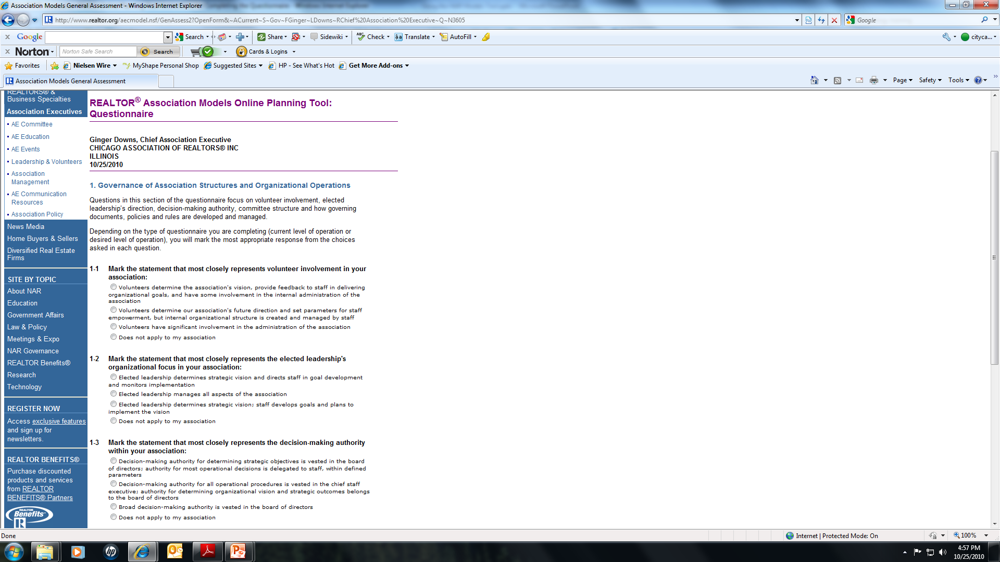 Association Models General Assessment - Windows Internet Explorer
http://www.realtor.org/aecmodel.nsf/GenAssess2?OpenForm&~ACurrent~S~Gov~FGinger~LDowns~RChief%20Association%20Executive~Q~N3605
Google
x Google Search Share Sidewiki Check Translate AutoFill cityca...
x Norton Norton Safe Search Search Cards & Logins
Favorites Nielsen Wire MyShape Personal Shop Suggested Sites HP - See What's Hot Get More Add-ons
Association Models General Assessment Page Safety Tools
REALTORS® &
Business Specialties
Association Executives
AE Committee
AE Education
AE Events
Leadership & Volunteers
Association
Management
AE Communication
Resources
Association Policy
News Media
Home Buyers & Sellers
Diversified Real Estate
Firms
SITE BY TOPIC
About NAR
Education
Government Affairs
Law & Policy
Meetings & Expo
NAR Governance
REALTOR Benefits®
Research
Technology
REGISTER NOW
Access exclusive features
and sign up for
newsletters.
REALTOR BENEFITS®
Purchase discounted
products and services
from REALTOR
BENEFITS® Partners
REALTOR
Benefits
R
REALTOR® Association Models Online Planning Tool:
Questionnaire
Ginger Downs, Chief Association Executive
CHICAGO ASSOCIATION OF REALTORS® INC
ILLINOIS
10/25/2010
1. Governance of Association Structures and Organizational Operations
Questions in this section of the questionnaire focus on volunteer involvement, elected
leadership's direction, decision-making authority, committee structure and how governing
documents, policies and rules are developed and managed.
Depending on the type of questionnaire you are completing (current level of operation or
desired level of operation), you will mark the most appropriate response from the choices
asked in each question.
1-1 Mark the statement that most closely represents volunteer involvement in your
association:
Volunteers determine the association's vision, provide feedback to staff in delivering
organizational goals, and have some involvement in the internal administration of the
association
Volunteers determine our association's future direction and set parameters for staff
empowerment, but internal organizational structure is created and managed by staff
Volunteers have significant involvement in the administration of the association
Does not apply to my association
1-2 Mark the statement that most closely represents the elected leadership's
organizational focus in your association:
Elected leadership determines strategic vision and directs staff in goal development
and monitors implementation
Elected leadership manages all aspects of the association
Elected leadership determines strategic vision; staff develops goals and plans to
implement the vision
Does not apply to my association
1-3 Mark the statement that most closely represents the decision-making authority
within your association:
Decision-making authority for determining strategic objectives is vested in the board
of directors; authority for most operational decisions is delegated to staff, within defined
parameters
Decision-making authority for all operational procedures is vested in the chief staff
executive; authority for determining organizational vision and strategic outcomes belongs
to the board of directors
Broad decision-making authority is vested in the board of directors
Does not apply to my association
Done Internet | Protected Mode: On 100%
4:57 PM
10/25/2010